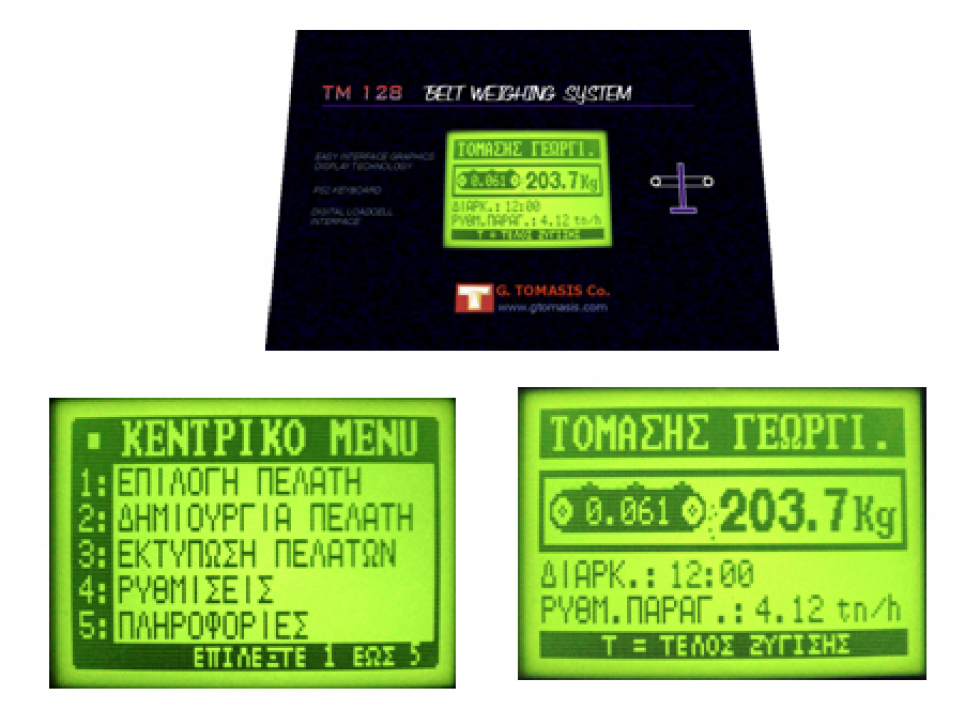 TM 128 BELT WEIGHING SYSTEM
EASY INTERFACE GRAPHICS
DISPLAY TECHNOLOGY
PS2 KEYBOARD
DIGITAL LOADCELL
INTERFACE
ΤΟΜΑΣΗΣ ΓΕΩΡΓΙ.
0.061 203.7Kg
ΔΙΑΡΚ.: 12:00
ΡΥΘΜ.ΠΑΡΑΓ.: 4.12 tn/h
Τ = ΤΕΛΟΣ ΖΥΓΙΣΗΣ
T G. TOMASIS Co.
www.gtomasis.com
ΚΕΝΤΡΙΚΟ MENU
1: ΕΠΙΛΟΓΗ ΠΕΛΑΤΗ
2: ΔΗΜΙΟΥΡΓΙΑ ΠΕΛΑΤΗ
3: ΕΚΤΥΠΩΣΗ ΠΕΛΑΤΩΝ
4: ΡΥΘΜΙΣΕΙΣ
5: ΠΛΗΡΟΦΟΡΙΕΣ
ΕΠΙΛΕΞΤΕ 1 ΕΩΣ 5
ΤΟΜΑΣΗΣ ΓΕΩΡΓΙ.
0.061 203.7Kg
ΔΙΑΡΚ.: 12:00
ΡΥΘΜ.ΠΑΡΑΓ.: 4.12 tn/h
Τ = ΤΕΛΟΣ ΖΥΓΙΣΗΣ